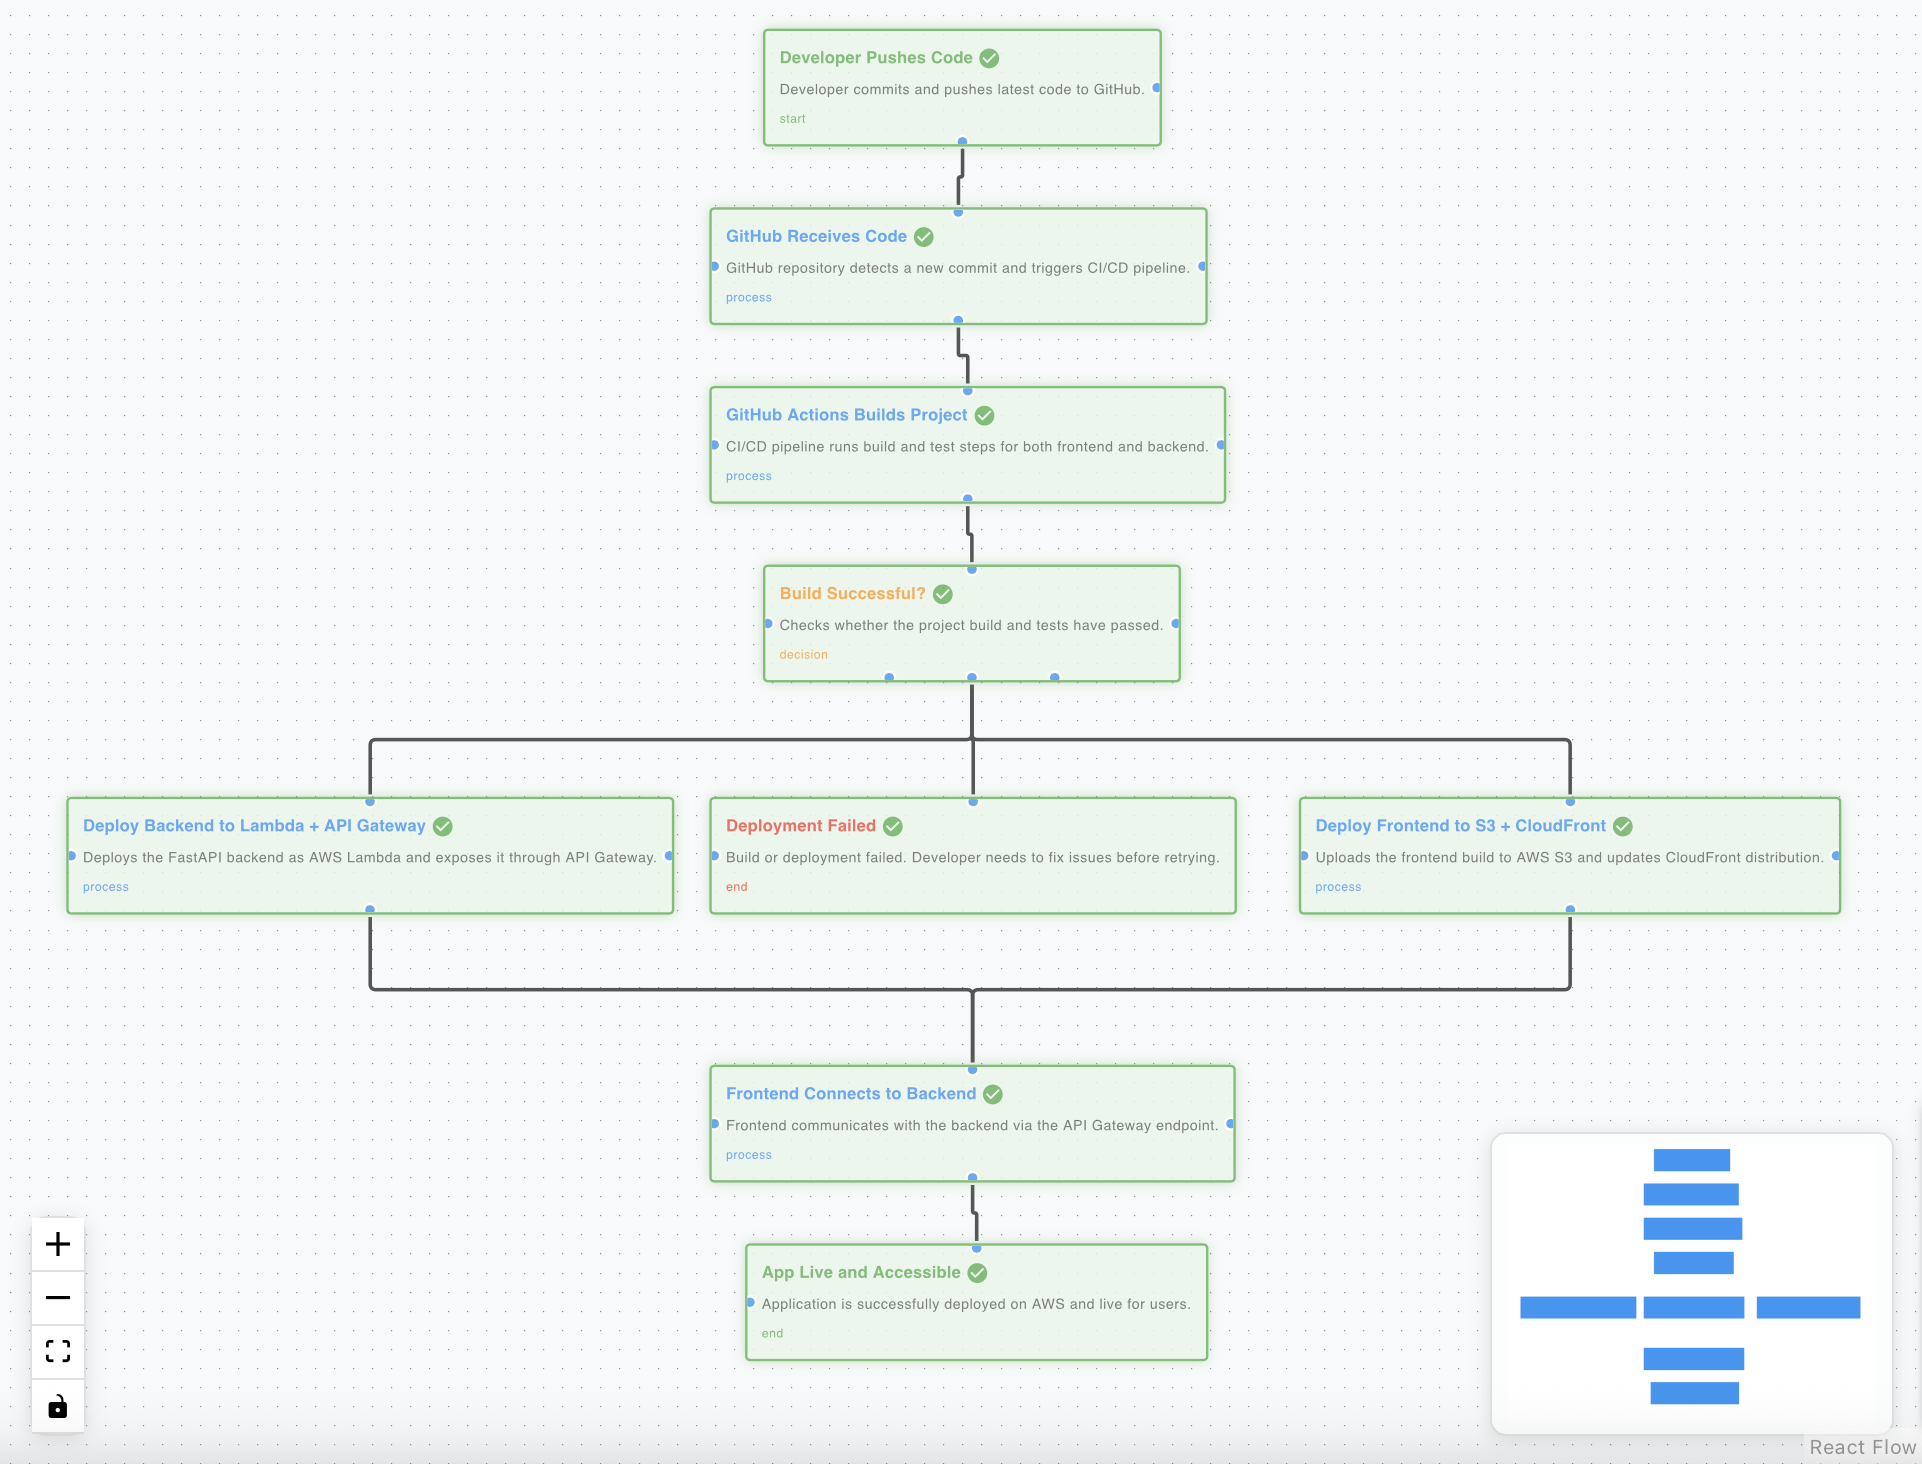 Developer Pushes Code
Developer commits and pushes latest code to GitHub.
start
GitHub Receives Code
GitHub repository detects a new commit and triggers CI/CD pipeline.
process
GitHub Actions Builds Project
CI/CD pipeline runs build and test steps for both frontend and backend.
process
Build Successful?
Checks whether the project build and tests have passed.
decision
Deploy Backend to Lambda + API Gateway
Deploys the FastAPI backend as AWS Lambda and exposes it through API Gateway.
process
Deployment Failed
Build or deployment failed. Developer needs to fix issues before retrying.
end
Deploy Frontend to S3 + CloudFront
Uploads the frontend build to AWS S3 and updates CloudFront distribution.
process
Frontend Connects to Backend
Frontend communicates with the backend via the API Gateway endpoint.
process
App Live and Accessible
Application is successfully deployed on AWS and live for users.
end
React Flow